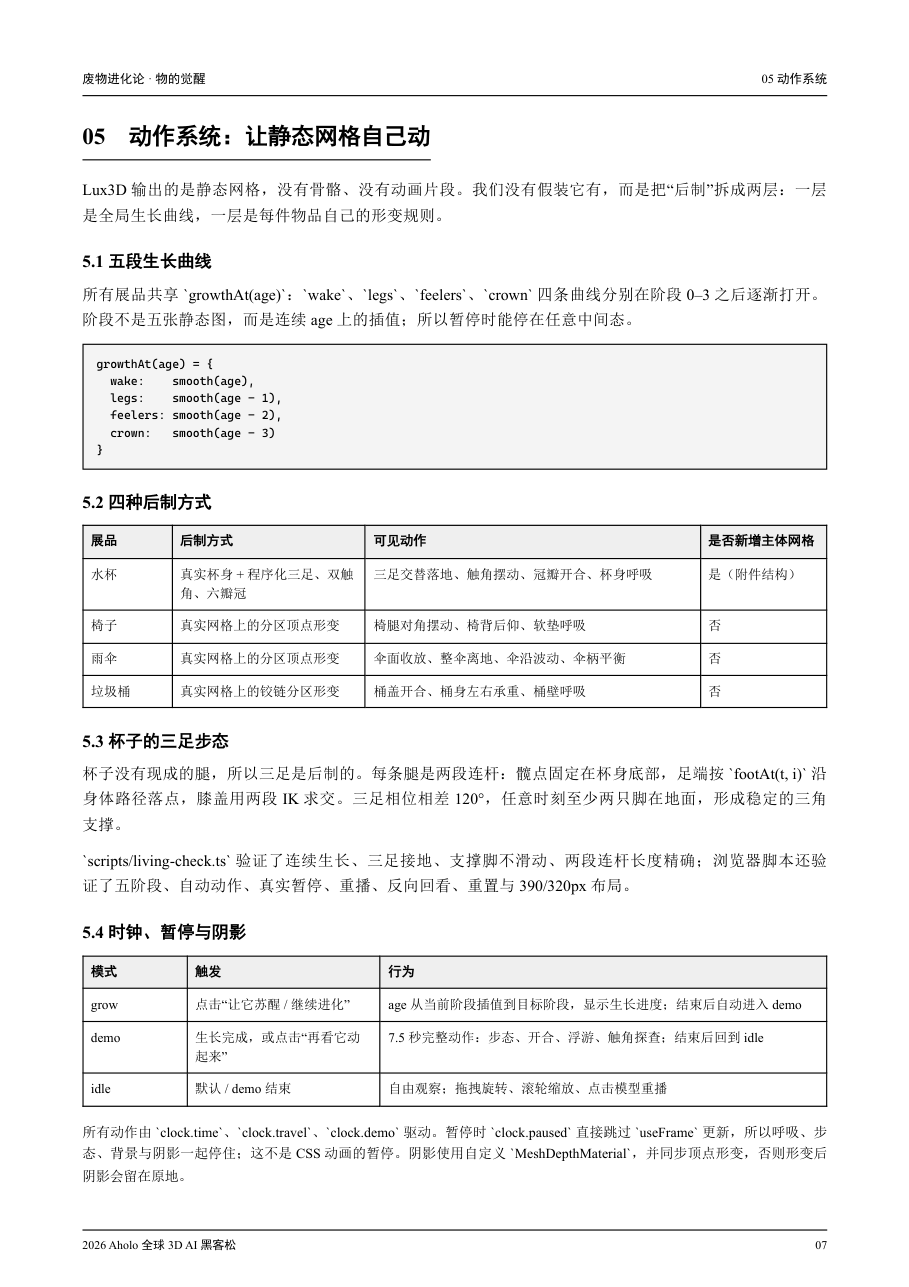 废物进化论 · 物的觉醒
05 动作系统
05 动作系统：让静态网格自己动
Lux3D 输出的是静态网格，没有骨骼、没有动画片段。我们没有假装它有，而是把“后制”拆成两层：一层
是全局生长曲线，一层是每件物品自己的形变规则。
5.1 五段生长曲线
所有展品共享 `growthAt(age)`：`wake`、`legs`、`feelers`、`crown` 四条曲线分别在阶段 0–3 之后逐渐打开。
阶段不是五张静态图，而是连续 age 上的插值；所以暂停时能停在任意中间态。
growthAt(age) = {
  wake:    smooth(age),
  legs:    smooth(age − 1),
  feelers: smooth(age − 2),
  crown:   smooth(age − 3)
}
5.2 四种后制方式
展品 后制方式 可见动作 是否新增主体网格
水杯 真实杯身 + 程序化三足、双触 三足交替落地、触角摆动、冠瓣开合、杯身呼吸 是（附件结构）
角、六瓣冠
椅子 真实网格上的分区顶点形变 椅腿对角摆动、椅背后仰、软垫呼吸 否
雨伞 真实网格上的分区顶点形变 伞面收放、整伞离地、伞沿波动、伞柄平衡 否
垃圾桶 真实网格上的铰链分区形变 桶盖开合、桶身左右承重、桶壁呼吸 否
5.3 杯子的三足步态
杯子没有现成的腿，所以三足是后制的。每条腿是两段连杆：髋点固定在杯身底部，足端按 `footAt(t, i)` 沿
身体路径落点，膝盖用两段 IK 求交。三足相位相差 120°，任意时刻至少两只脚在地面，形成稳定的三角
支撑。
`scripts/living-check.ts` 验证了连续生长、三足接地、支撑脚不滑动、两段连杆长度精确；浏览器脚本还验
证了五阶段、自动动作、真实暂停、重播、反向回看、重置与 390/320px 布局。
5.4 时钟、暂停与阴影
模式 触发 行为
grow 点击“让它苏醒 / 继续进化” age 从当前阶段插值到目标阶段，显示生长进度；结束后自动进入 demo
demo 生长完成，或点击“再看它动 7.5 秒完整动作：步态、开合、浮游、触角探查；结束后回到 idle
起来”
idle 默认 / demo 结束 自由观察；拖拽旋转、滚轮缩放、点击模型重播
所有动作由 `clock.time`、`clock.travel`、`clock.demo` 驱动。暂停时 `clock.paused` 直接跳过 `useFrame` 更新，所以呼吸、步
态、背景与阴影一起停住；这不是 CSS 动画的暂停。阴影使用自定义 `MeshDepthMaterial`，并同步顶点形变，否则形变后
阴影会留在原地。
2026 Aholo 全球 3D AI 黑客松
07